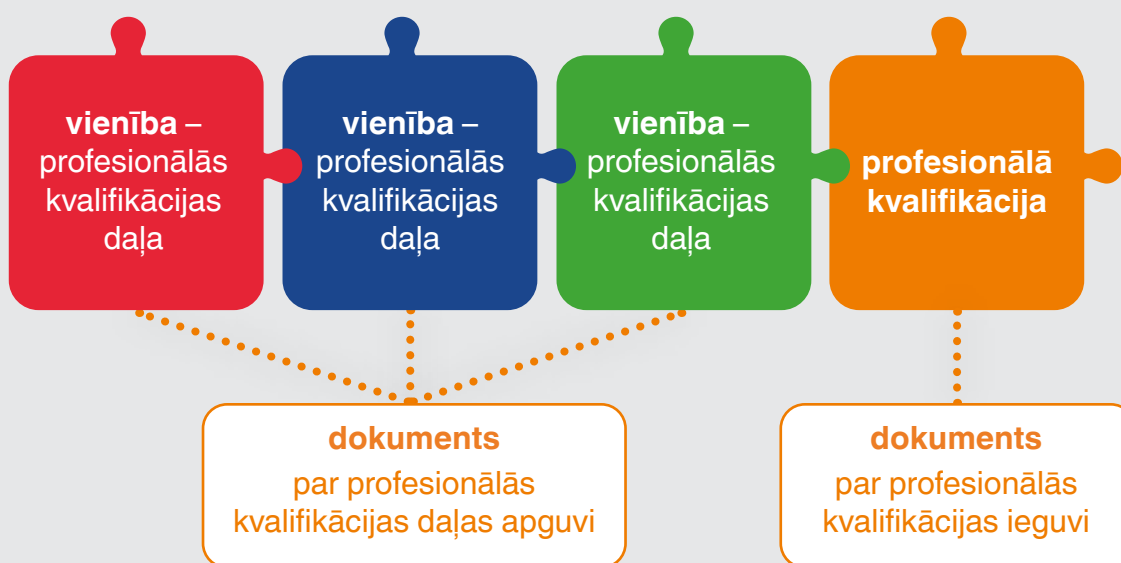 vienība –
profesionālās
kvalifikācijas
daļa
vienība –
profesionālās
kvalifikācijas
daļa
vienība –
profesionālās
kvalifikācijas
daļa
profesionālā
kvalifikācija
dokuments
par profesionālās
kvalifikācijas daļas apguvi
dokuments
par profesionālās
kvalifikācijas ieguvi